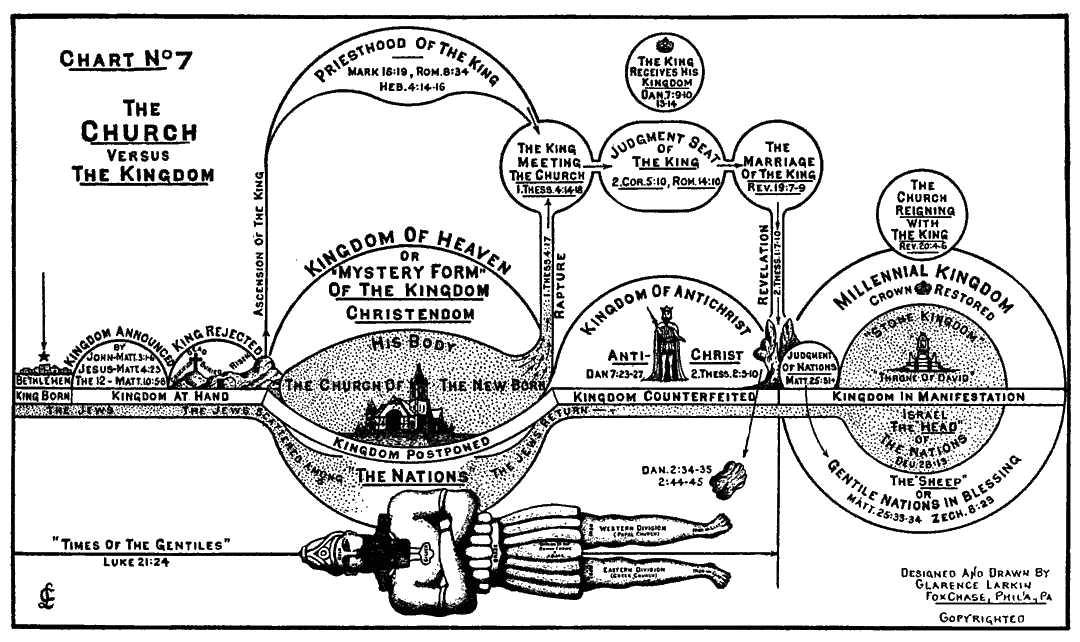 CHART No 7
THE
CHURCH
VERSUS
THE KINGDOM
PRIESTHOOD OF THE KING
MARK 16:19, ROM. 8:34
HEB. 4:14-16
THE KING
RECEIVES HIS
KINGDOM
DAN. 7:9-10
13-14
ASCENSION OF THE KING
THE KING
MEETING
THE CHURCH
1. THESS. 4:14-18
JUDGMENT SEAT
OF
THE KING
2. COR. 5:10, ROM. 14:10
THE
MARRIAGE
OF THE KING
REV. 19:7-9
THE
CHURCH
REIGNING
WITH
THE KING
REV. 20:4-6
1. THESS. 4:17
RAPTURE
REVELATION
2. THESS. 1:7-10
KINGDOM OF HEAVEN
OR
"MYSTERY FORM"
OF THE KINGDOM
CHRISTENDOM
HIS BODY
THE CHURCH OF THE NEW BORN
KINGDOM POSTPONED
BETHLEHEM
KING BORN
THE JEWS
KINGDOM ANNOUNCED
BY
JOHN-MATT. 3:1-6
JESUS-MATT. 4:23
THE 12 - MATT. 10:5-8
KING REJECTED
KINGDOM AT HAND
THE JEWS SCATTERED AMONG
THE NATIONS
THE JEWS RETURN
KINGDOM OF ANTICHRIST
ANTI- CHRIST
DAN 7:23-27 2. THESS. 2:3-10
KINGDOM COUNTERFEITED
JUDGMENT
OF NATIONS
MATT. 25:31-
MILLENNIAL KINGDOM
CROWN RESTORED
"STONE KINGDOM"
"THRONE OF DAVID"
KINGDOM IN MANIFESTATION
ISRAEL
THE "HEAD"
OF
THE NATIONS
DEU. 28:13
THE "SHEEP"
OR
GENTILE NATIONS IN BLESSING
MATT. 25:33-34 ZECH. 8:23
DAN. 2:34-35
2:44-45
"TIMES OF THE GENTILES"
LUKE 21:24
WESTERN DIVISION
(PAPAL CHURCH)
EASTERN DIVISION
(GREEK CHURCH)
DESIGNED AND DRAWN BY
CLARENCE LARKIN
FOX CHASE, PHIL'A., PA
COPYRIGHTED